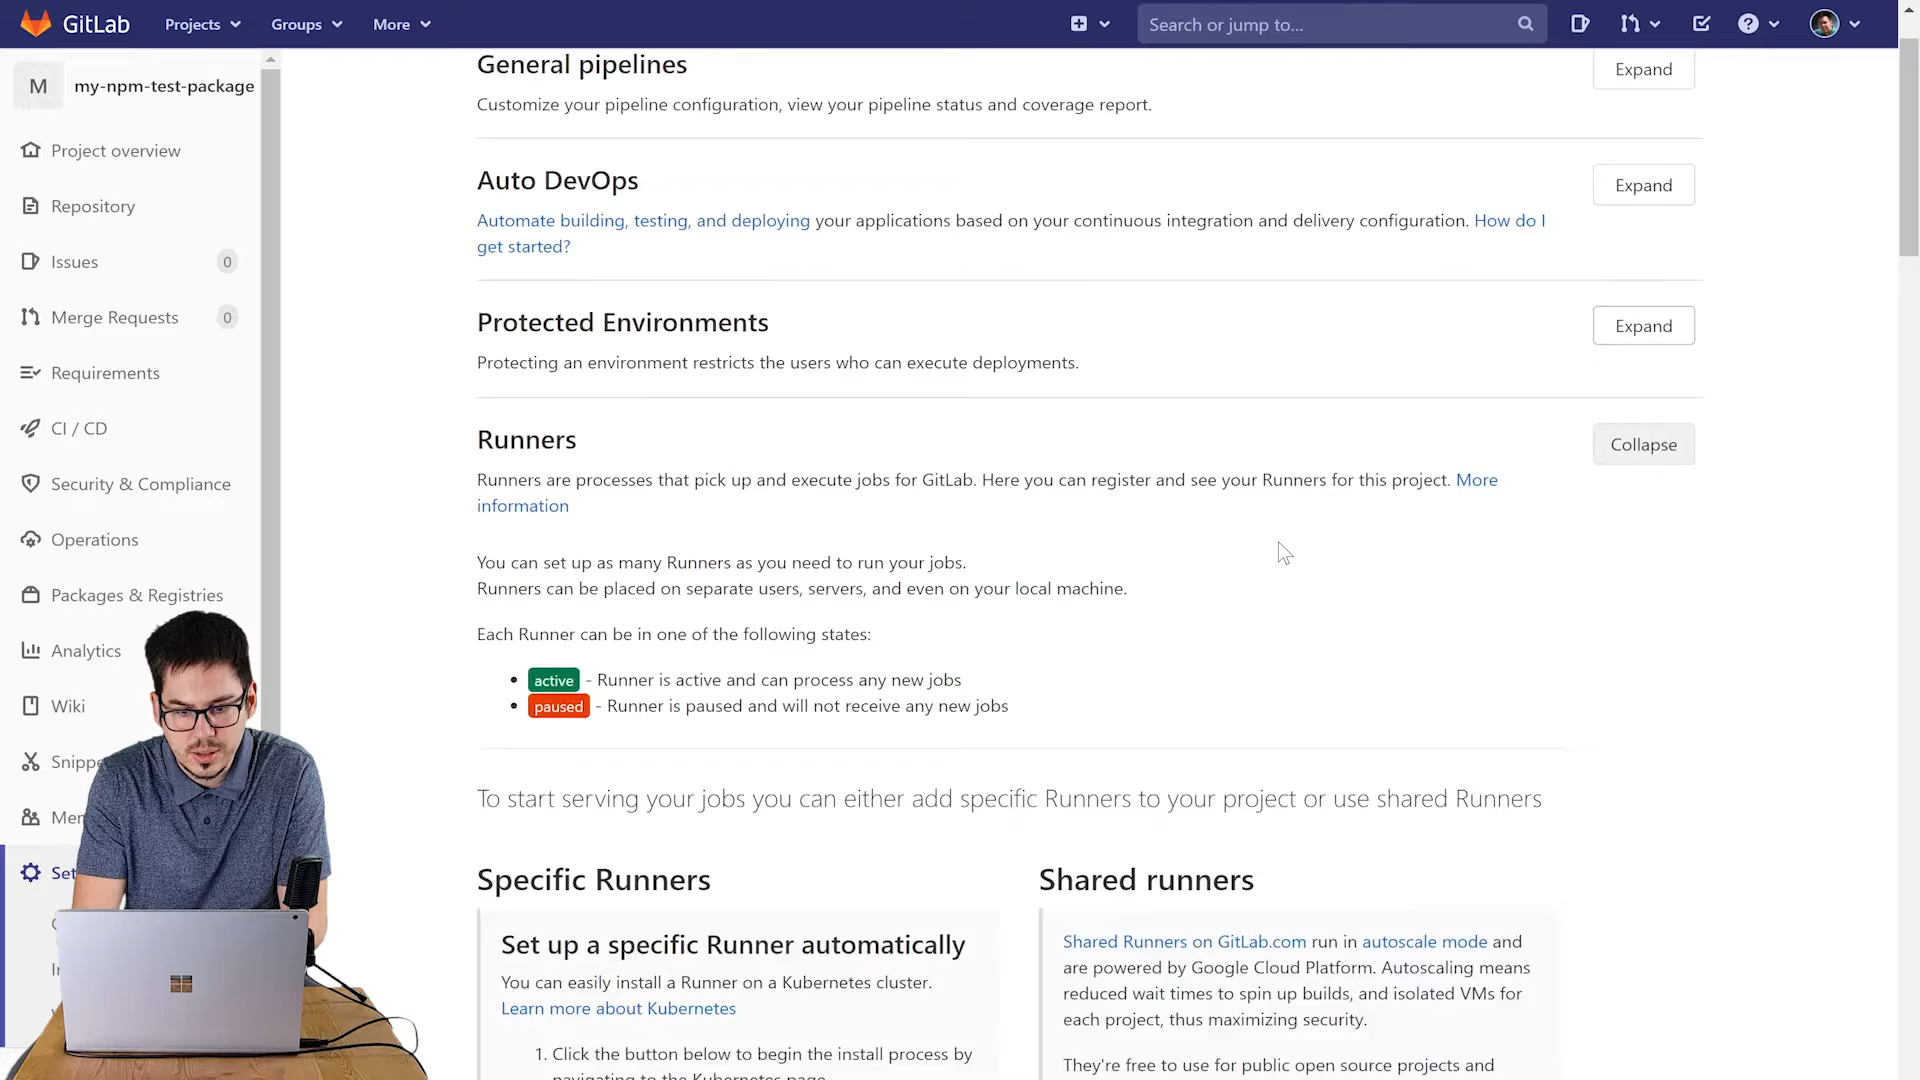 GitLab Projects Groups More Search or jump to...
M my-npm-test-package
Project overview
Repository
Issues 0
Merge Requests 0
Requirements
CI / CD
Security & Compliance
Operations
Packages & Registries
Analytics
Wiki
General pipelines
Expand
Customize your pipeline configuration, view your pipeline status and coverage report.
Auto DevOps
Expand
Automate building, testing, and deploying your applications based on your continuous integration and delivery configuration. How do I
get started?
Protected Environments
Expand
Protecting an environment restricts the users who can execute deployments.
Runners
Collapse
Runners are processes that pick up and execute jobs for GitLab. Here you can register and see your Runners for this project. More
information
You can set up as many Runners as you need to run your jobs.
Runners can be placed on separate users, servers, and even on your local machine.
Each Runner can be in one of the following states:
• active - Runner is active and can process any new jobs
• paused - Runner is paused and will not receive any new jobs
To start serving your jobs you can either add specific Runners to your project or use shared Runners
Specific Runners
Set up a specific Runner automatically
You can easily install a Runner on a Kubernetes cluster.
Learn more about Kubernetes
1. Click the button below to begin the install process by
navigating to the Kubernetes page
Shared runners
Shared Runners on GitLab.com run in autoscale mode and
are powered by Google Cloud Platform. Autoscaling means
reduced wait times to spin up builds, and isolated VMs for
each project, thus maximizing security.
They're free to use for public open source projects and